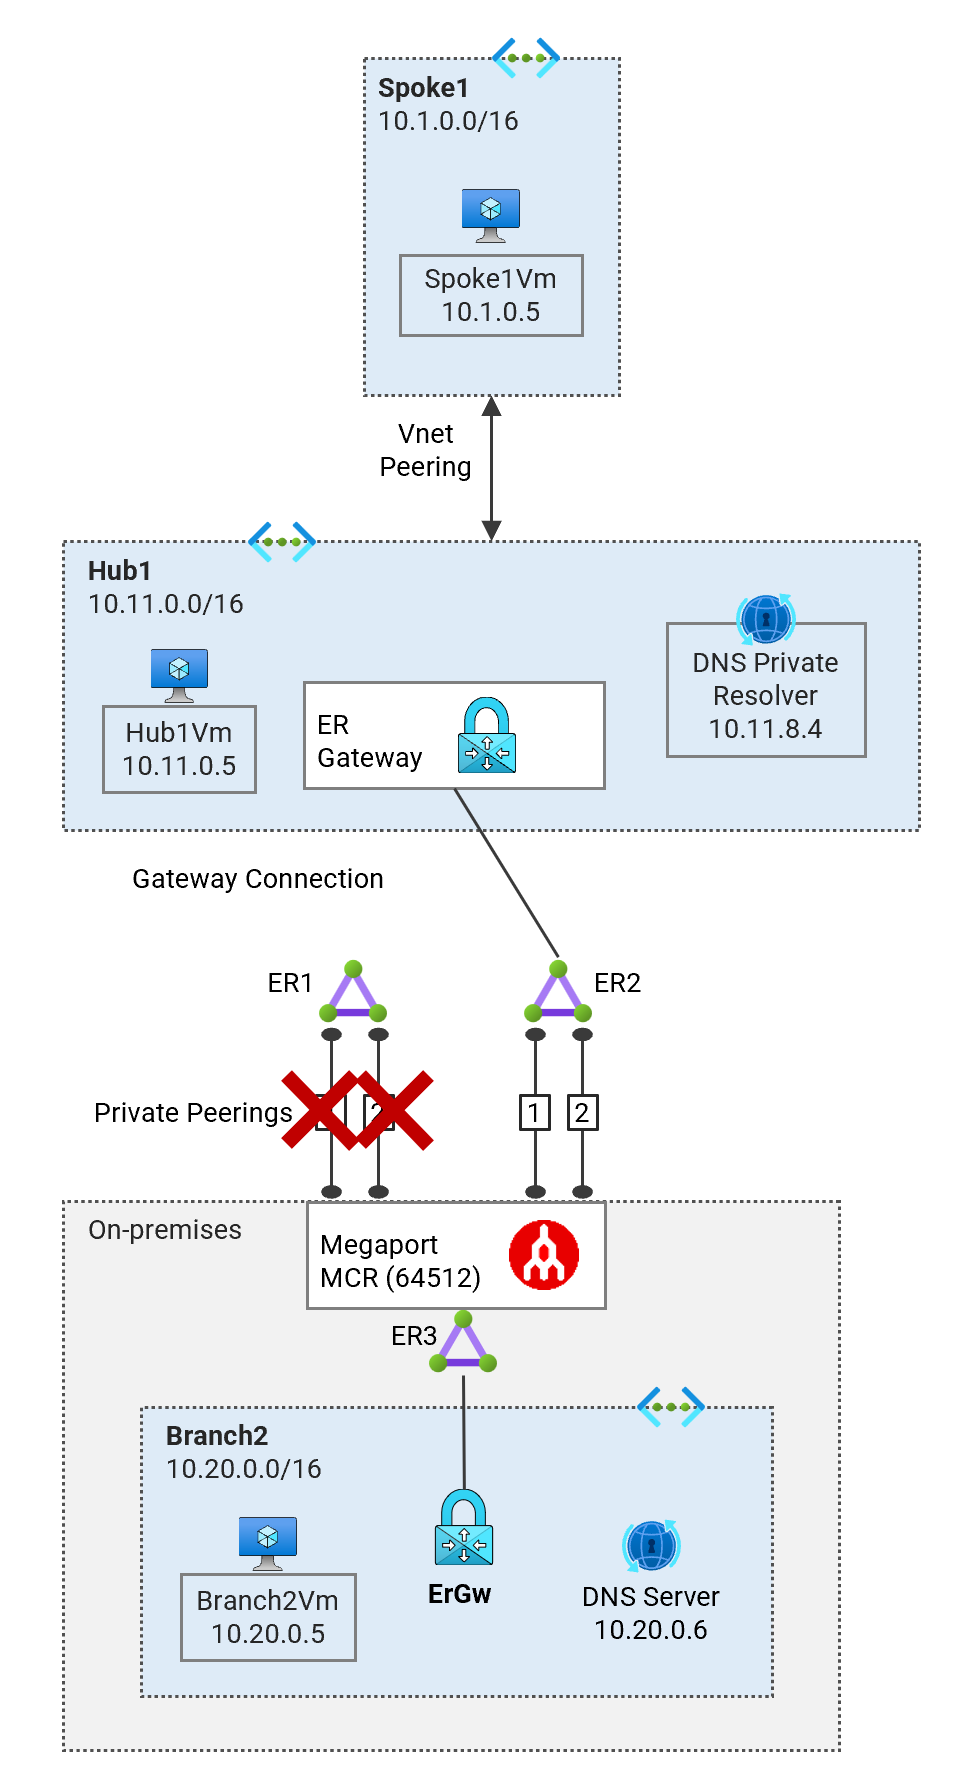 Spoke1
10.1.0.0/16
Spoke1Vm
10.1.0.5
Vnet
Peering
Hub1
10.11.0.0/16
Hub1Vm
10.11.0.5
ER
Gateway
DNS Private
Resolver
10.11.8.4
Gateway Connection
ER1
ER2
Private Peerings
2
1
2
On-premises
Megaport
MCR (64512)
ER3
Branch2
10.20.0.0/16
Branch2Vm
10.20.0.5
ErGw
DNS Server
10.20.0.6